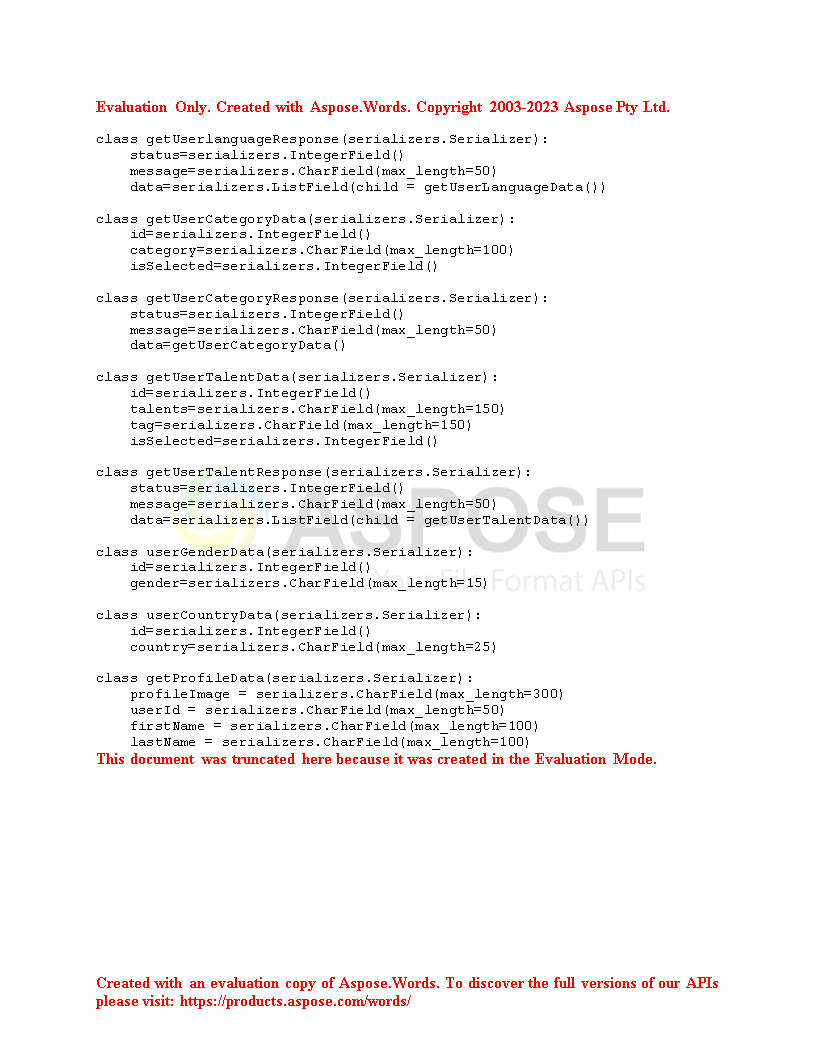 Evaluation Only. Created with Aspose.Words. Copyright 2003-2023 Aspose Pty Ltd.
class getUserlanguageResponse(serializers.Serializer):
    status=serializers.IntegerField()
    message=serializers.CharField(max_length=50)
    data=serializers.ListField(child = getUserLanguageData())
class getUserCategoryData(serializers.Serializer):
    id=serializers.IntegerField()
    category=serializers.CharField(max_length=100)
    isSelected=serializers.IntegerField()
class getUserCategoryResponse(serializers.Serializer):
    status=serializers.IntegerField()
    message=serializers.CharField(max_length=50)
    data=getUserCategoryData()
class getUserTalentData(serializers.Serializer):
    id=serializers.IntegerField()
    talents=serializers.CharField(max_length=150)
    tag=serializers.CharField(max_length=150)
    isSelected=serializers.IntegerField()
class getUserTalentResponse(serializers.Serializer):
    status=serializers.IntegerField()
    message=serializers.CharField(max_length=50)
    data=serializers.ListField(child = getUserTalentData())
ASPOSE
class userGenderData(serializers.Serializer):
    id=serializers.IntegerField()
    gender=serializers.CharField(max_length=15)
Your File Format APIs
class userCountryData(serializers.Serializer):
    id=serializers.IntegerField()
    country=serializers.CharField(max_length=25)
class getProfileData(serializers.Serializer):
    profileImage = serializers.CharField(max_length=300)
    userId = serializers.CharField(max_length=50)
    firstName = serializers.CharField(max_length=100)
    lastName = serializers.CharField(max_length=100)
This document was truncated here because it was created in the Evaluation Mode.
Created with an evaluation copy of Aspose.Words. To discover the full versions of our APIs
please visit: https://products.aspose.com/words/